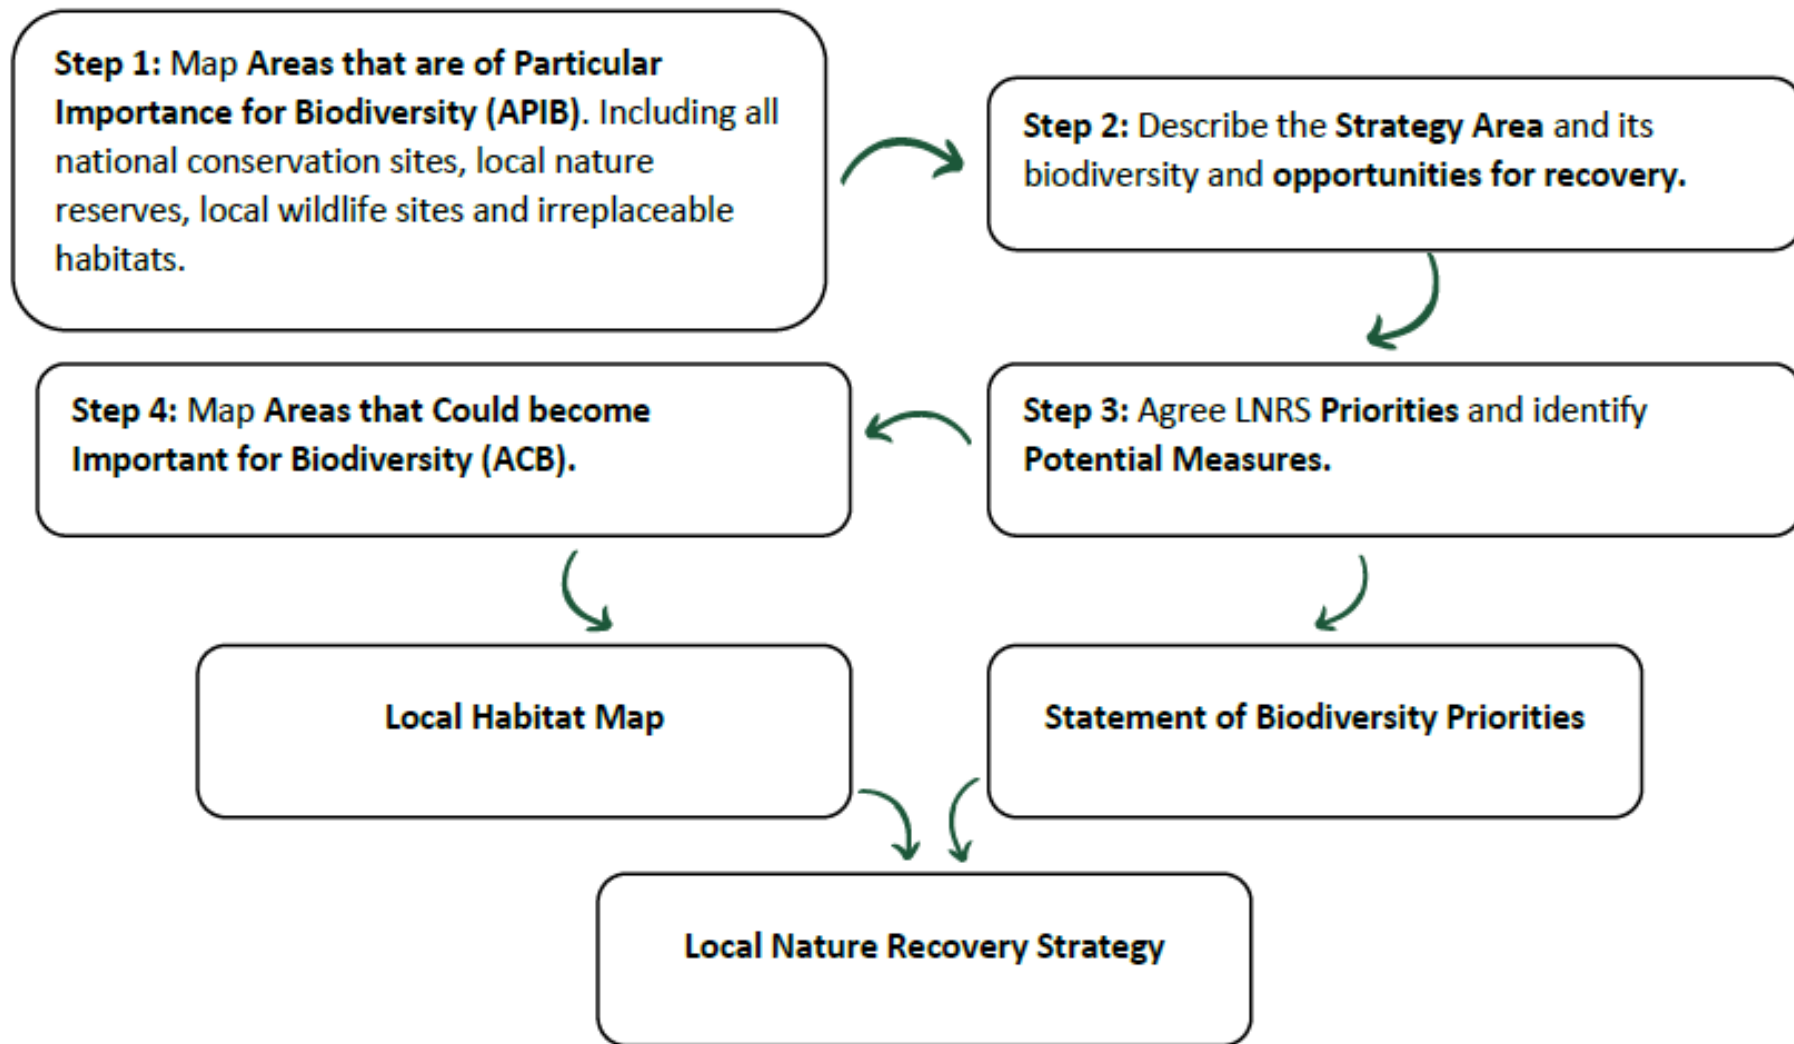 Step 1: Map Areas that are of Particular
Importance for Biodiversity (APIB). Including all
national conservation sites, local nature
reserves, local wildlife sites and irreplaceable
habitats.
Step 2: Describe the Strategy Area and its
biodiversity and opportunities for recovery.
Step 3: Agree LNRS Priorities and identify
Potential Measures.
Step 4: Map Areas that Could become
Important for Biodiversity (ACB).
Local Habitat Map
Statement of Biodiversity Priorities
Local Nature Recovery Strategy